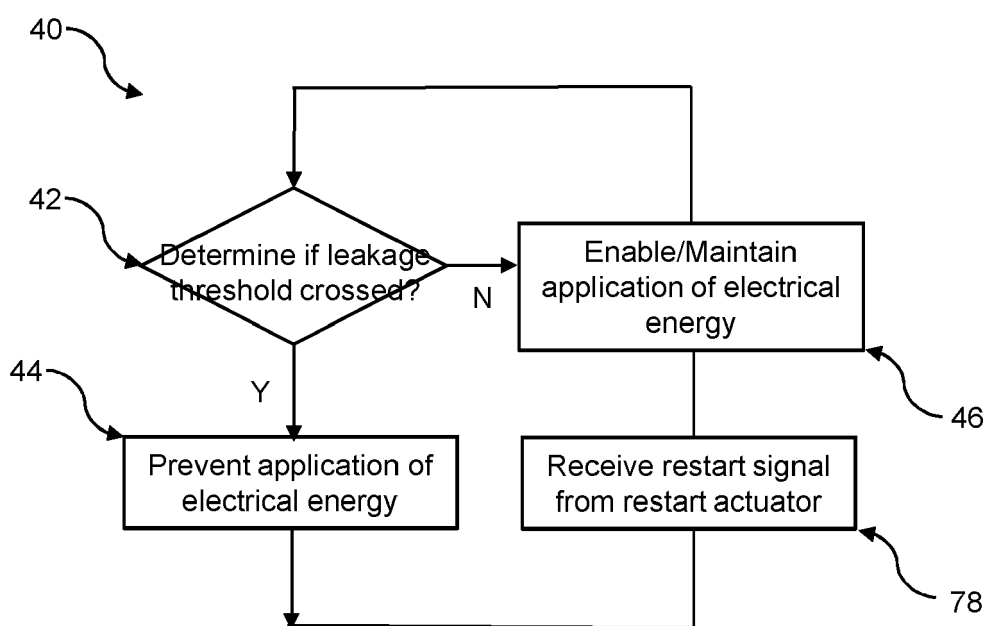 40
42
Determine if leakage
threshold crossed?
N
Enable/Maintain
application of electrical
energy
46
44
Y
Prevent application of
electrical energy
Receive restart signal
from restart actuator
78